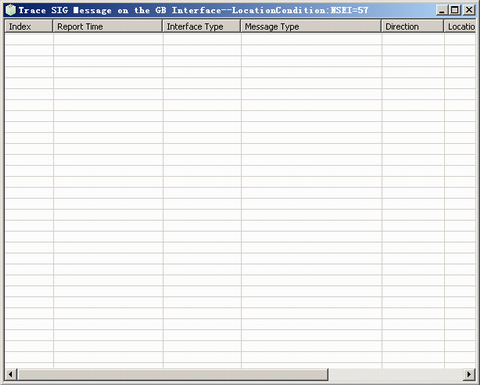 Trace SIG Message on the GB Interface--LocationCondition:NSEI=57
Index Report Time Interface Type Message Type Direction Locatio